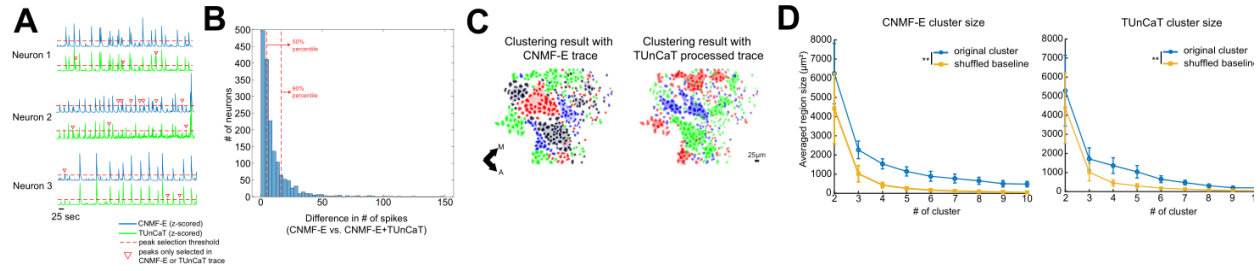 A
Neuron 1
Neuron 2
Neuron 3
25 sec
CNMF-E (z-scored)
TUnCaT (z-scored)
peak selection threshold
peaks only selected in
CNMF-E or TUnCaT trace
B
500
450
400
350
300
250
200
150
100
50
0
# of neurons
50%
percentile
90%
percentile
0 50 100 150
Difference in # of spikes
(CNMF-E vs. CNMF-E+TUnCaT)
C
Clustering result with
CNMF-E trace
Clustering result with
TUnCaT processed trace
M
A
25μm
D
CNMF-E cluster size
Averaged region size (μm²)
8000
7000
6000
5000
4000
3000
2000
1000
0
2 3 4 5 6 7 8 9 10
# of cluster
original cluster
shuffled baseline
**
TUnCaT cluster size
8000
7000
6000
5000
4000
3000
2000
1000
0
2 3 4 5 6 7 8 9
# of cluster
original cluster
shuffled baseline
**